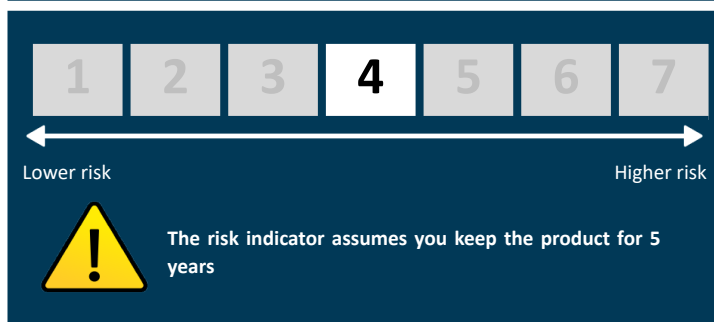 1 2 3 4 5 6 7
Lower risk Higher risk
!
The risk indicator assumes you keep the product for 5
years